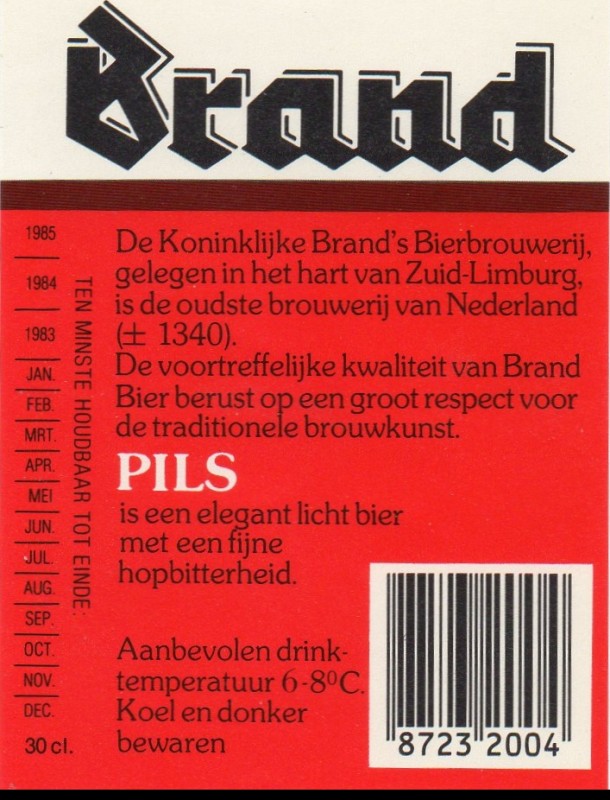 Brand
1985
1984
1983
JAN.
FEB.
MRT.
APR.
MEI
JUN.
JUL.
AUG.
SEP.
OCT.
NOV.
DEC.
30 cl.
TEN MINSTE HOUDBAAR TOT EINDE:
De Koninklijke Brand's Bierbrouwerij,
gelegen in het hart van Zuid-Limburg,
is de oudste brouwerij van Nederland
(± 1340).
De voortreffelijke kwaliteit van Brand
Bier berust op een groot respect voor
de traditionele brouwkunst.
PILS
is een elegant licht bier
met een fijne
hopbitterheid.
Aanbevolen drink-
temperatuur 6-8ºC.
Koel en donker
bewaren
8723 2004